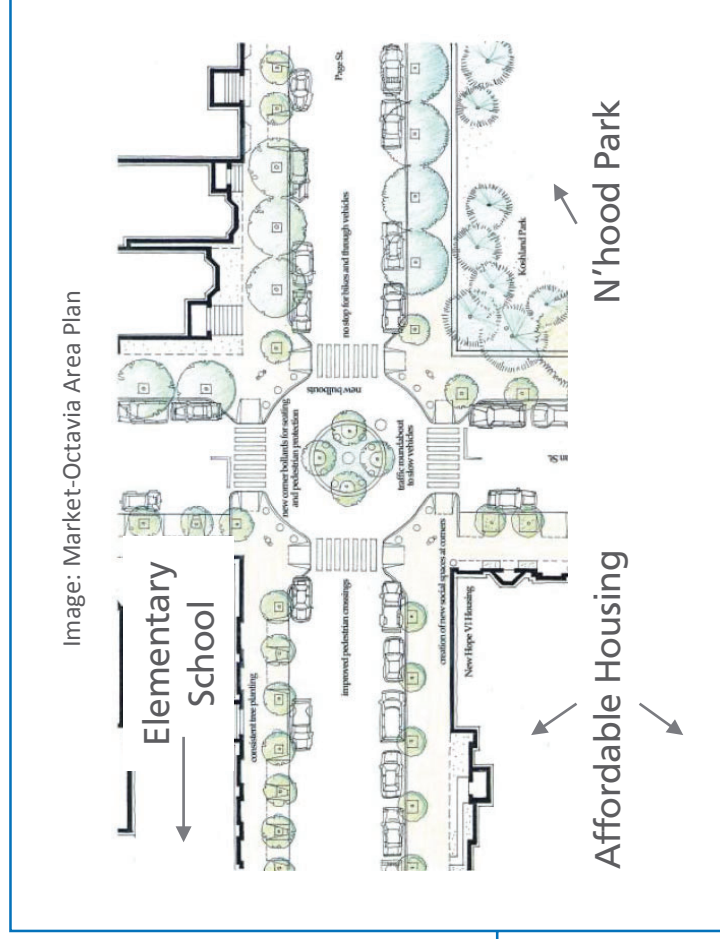 Image: Market-Octavia Area Plan
Elementary
School
consistent tree planting
new corner bollards for seating
and pedestrian protection
new bulbouts
Page St.
no stop for bikes and through vehicles
improved pedestrian crossings
traffic roundabout
to slow vehicles
creation of new social spaces at corners
New Hope VI Housing
Koshland Park
an St.
Affordable Housing
N'hood Park